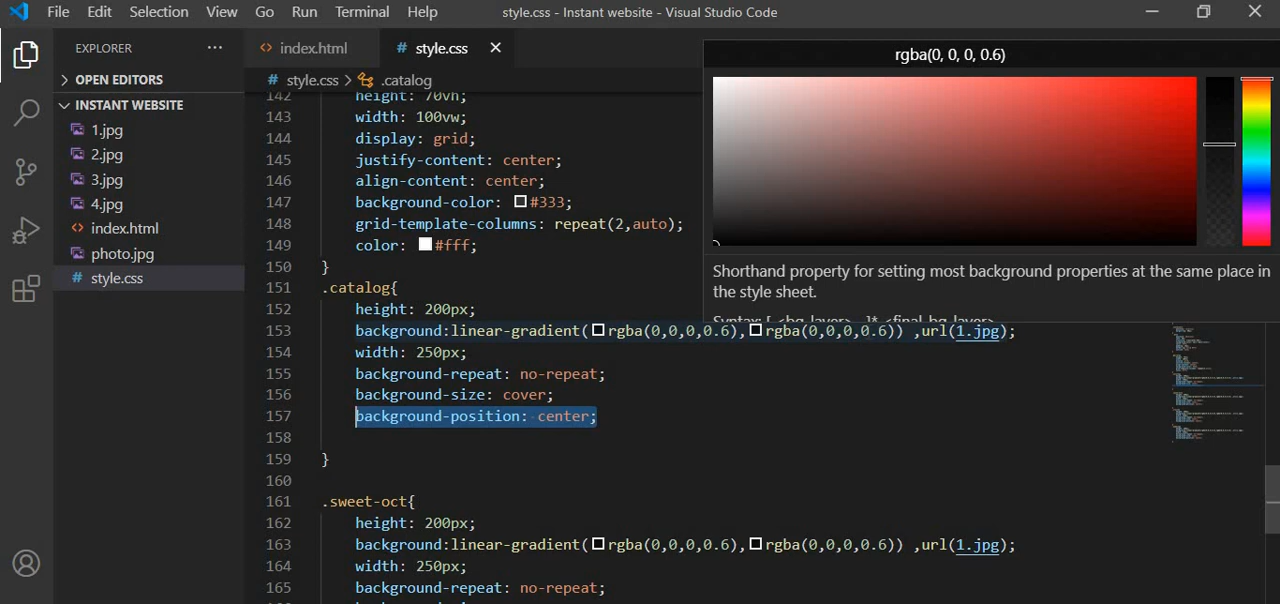 File Edit Selection View Go Run Terminal Help style.css - Instant website - Visual Studio Code
EXPLORER
OPEN EDITORS
INSTANT WEBSITE
1.jpg
2.jpg
3.jpg
4.jpg
index.html
photo.jpg
style.css
index.html style.css
style.css > .catalog
142 height: 70vh;
143 width: 100vw;
144 display: grid;
145 justify-content: center;
146 align-content: center;
147 background-color: #333;
148 grid-template-columns: repeat(2,auto);
149 color: #fff;
150 }
151 .catalog{
152 height: 200px;
153 background:linear-gradient(rgba(0,0,0,0.6),rgba(0,0,0,0.6)) ,url(1.jpg);
154 width: 250px;
155 background-repeat: no-repeat;
156 background-size: cover;
157 background-position: center;
158
159 }
160
161 .sweet-oct{
162 height: 200px;
163 background:linear-gradient(rgba(0,0,0,0.6),rgba(0,0,0,0.6)) ,url(1.jpg);
164 width: 250px;
165 background-repeat: no-repeat;
rgba(0, 0, 0, 0.6)
Shorthand property for setting most background properties at the same place in
the style sheet.